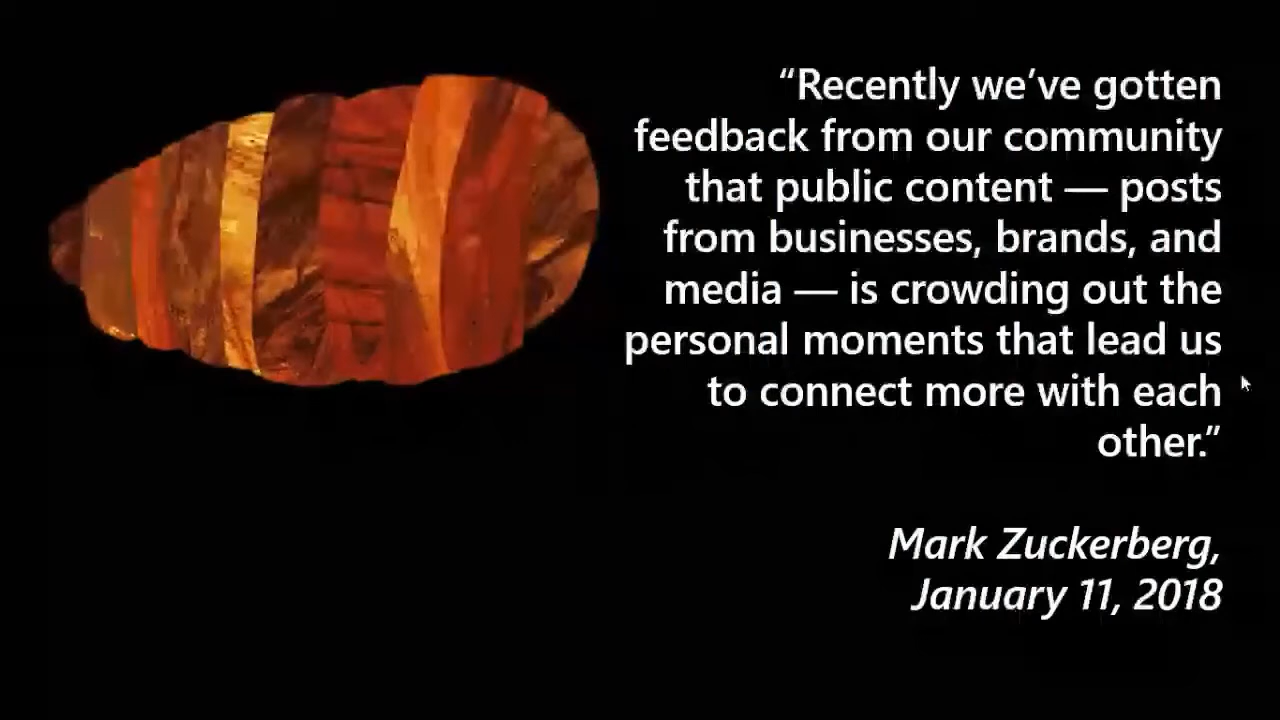 “Recently we’ve gotten
feedback from our community
that public content — posts
from businesses, brands, and
media — is crowding out the
personal moments that lead us
to connect more with each
other.”
Mark Zuckerberg,
January 11, 2018